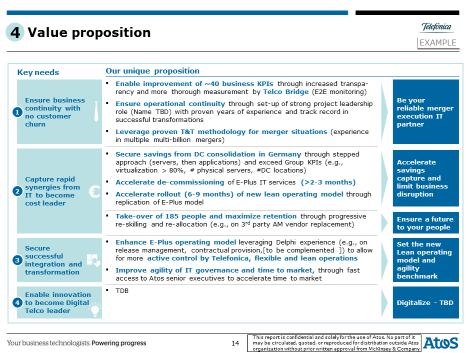 4 Value proposition
Telefónica
EXAMPLE
Key needs
Our unique proposition
1
Ensure business
continuity with
no customer
churn
• Enable improvement of ~40 business KPIs through increased transpa-
rency and more thorough measurement by Telco Bridge (E2E monitoring)
• Ensure operational continuity through set-up of strong project leadership
role (Name TBD) with proven years of experience and track record in
successful transformations
• Leverage proven T&T methodology for merger situations (experience
in multiple multi-billion mergers)
Be your
reliable merger
execution IT
partner
2
Capture rapid
synergies from
IT to become
cost leader
• Secure savings from DC consolidation in Germany through stepped
approach (servers, then applications) and exceed Group KPIs (e.g.,
virtualization > 80%, # physical servers, #DC locations)
• Accelerate de-commissioning of E-Plus IT services (>2-3 months)
• Accelerate rollout (6-9 months) of new lean operating model through
replication of E-Plus model
Accelerate
savings
capture and
limit business
disruption
• Take-over of 185 people and maximize retention through progressive
re-skilling and re-allocation (e.g., on 3rd party AM vendor replacement)
Ensure a future
to your people
3
Secure
successful
integration and
transformation
• Enhance E-Plus operating model leveraging Delphi experience (e.g., on
release management, contractual provision,[to be complemented ]) to allow
for more active control by Telefonica, flexible and lean operations
• Improve agility of IT governance and time to market, through fast
access to Atos senior executives to accelerate time to market
Set the new
Lean operating
model and
agility
benchmark
4
Enable innovation
to become Digital
Telco leader
• TDB
Digitalize – TBD
Your business technologists. Powering progress
14
This report is confidential and solely for the use of Atos. No part of it
may be circulated, quoted, or reproduced for distribution outside Atos
organization without prior written approval from McKinsey & Company
AtoS